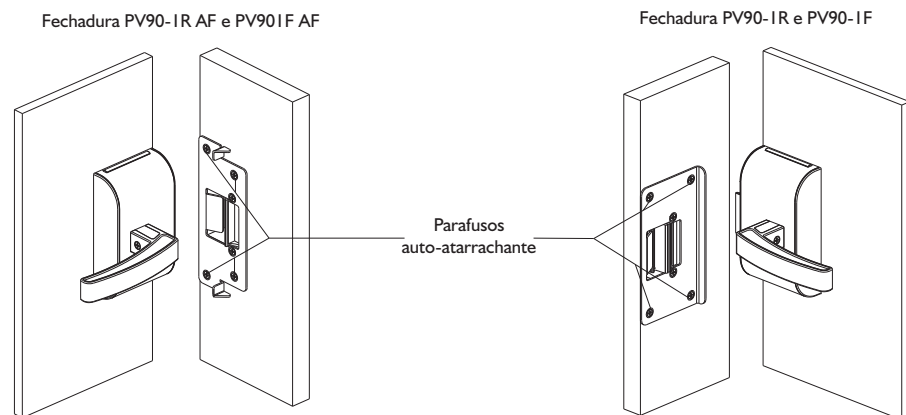 Fechadura PV90-1R AF e PV901F AF
Fechadura PV90-1R e PV90-1F
Parafusos
auto-atarrachante